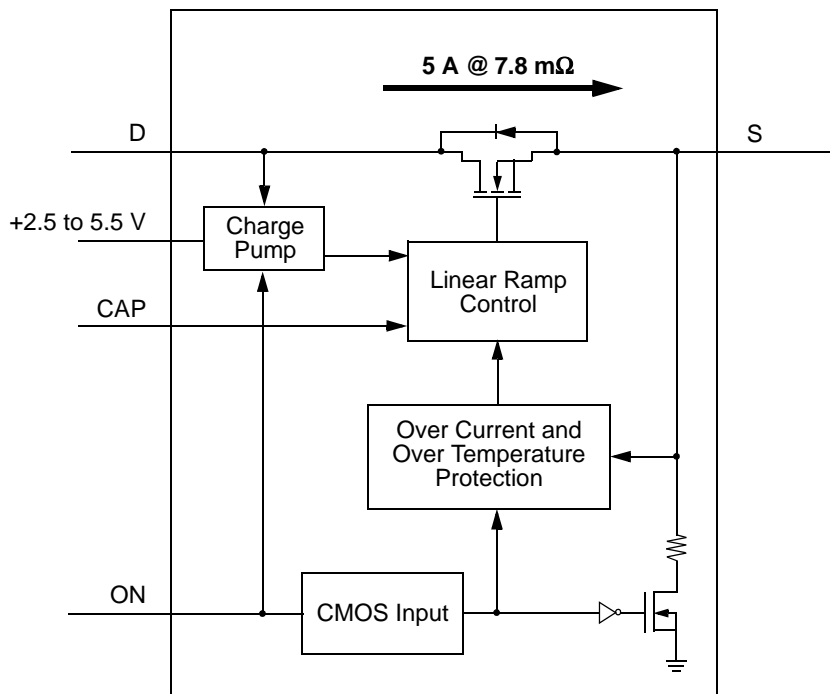 5 A @ 7.8 mΩ
D
S
+2.5 to 5.5 V
Charge
Pump
Linear Ramp
Control
CAP
Over Current and
Over Temperature
Protection
ON
CMOS Input